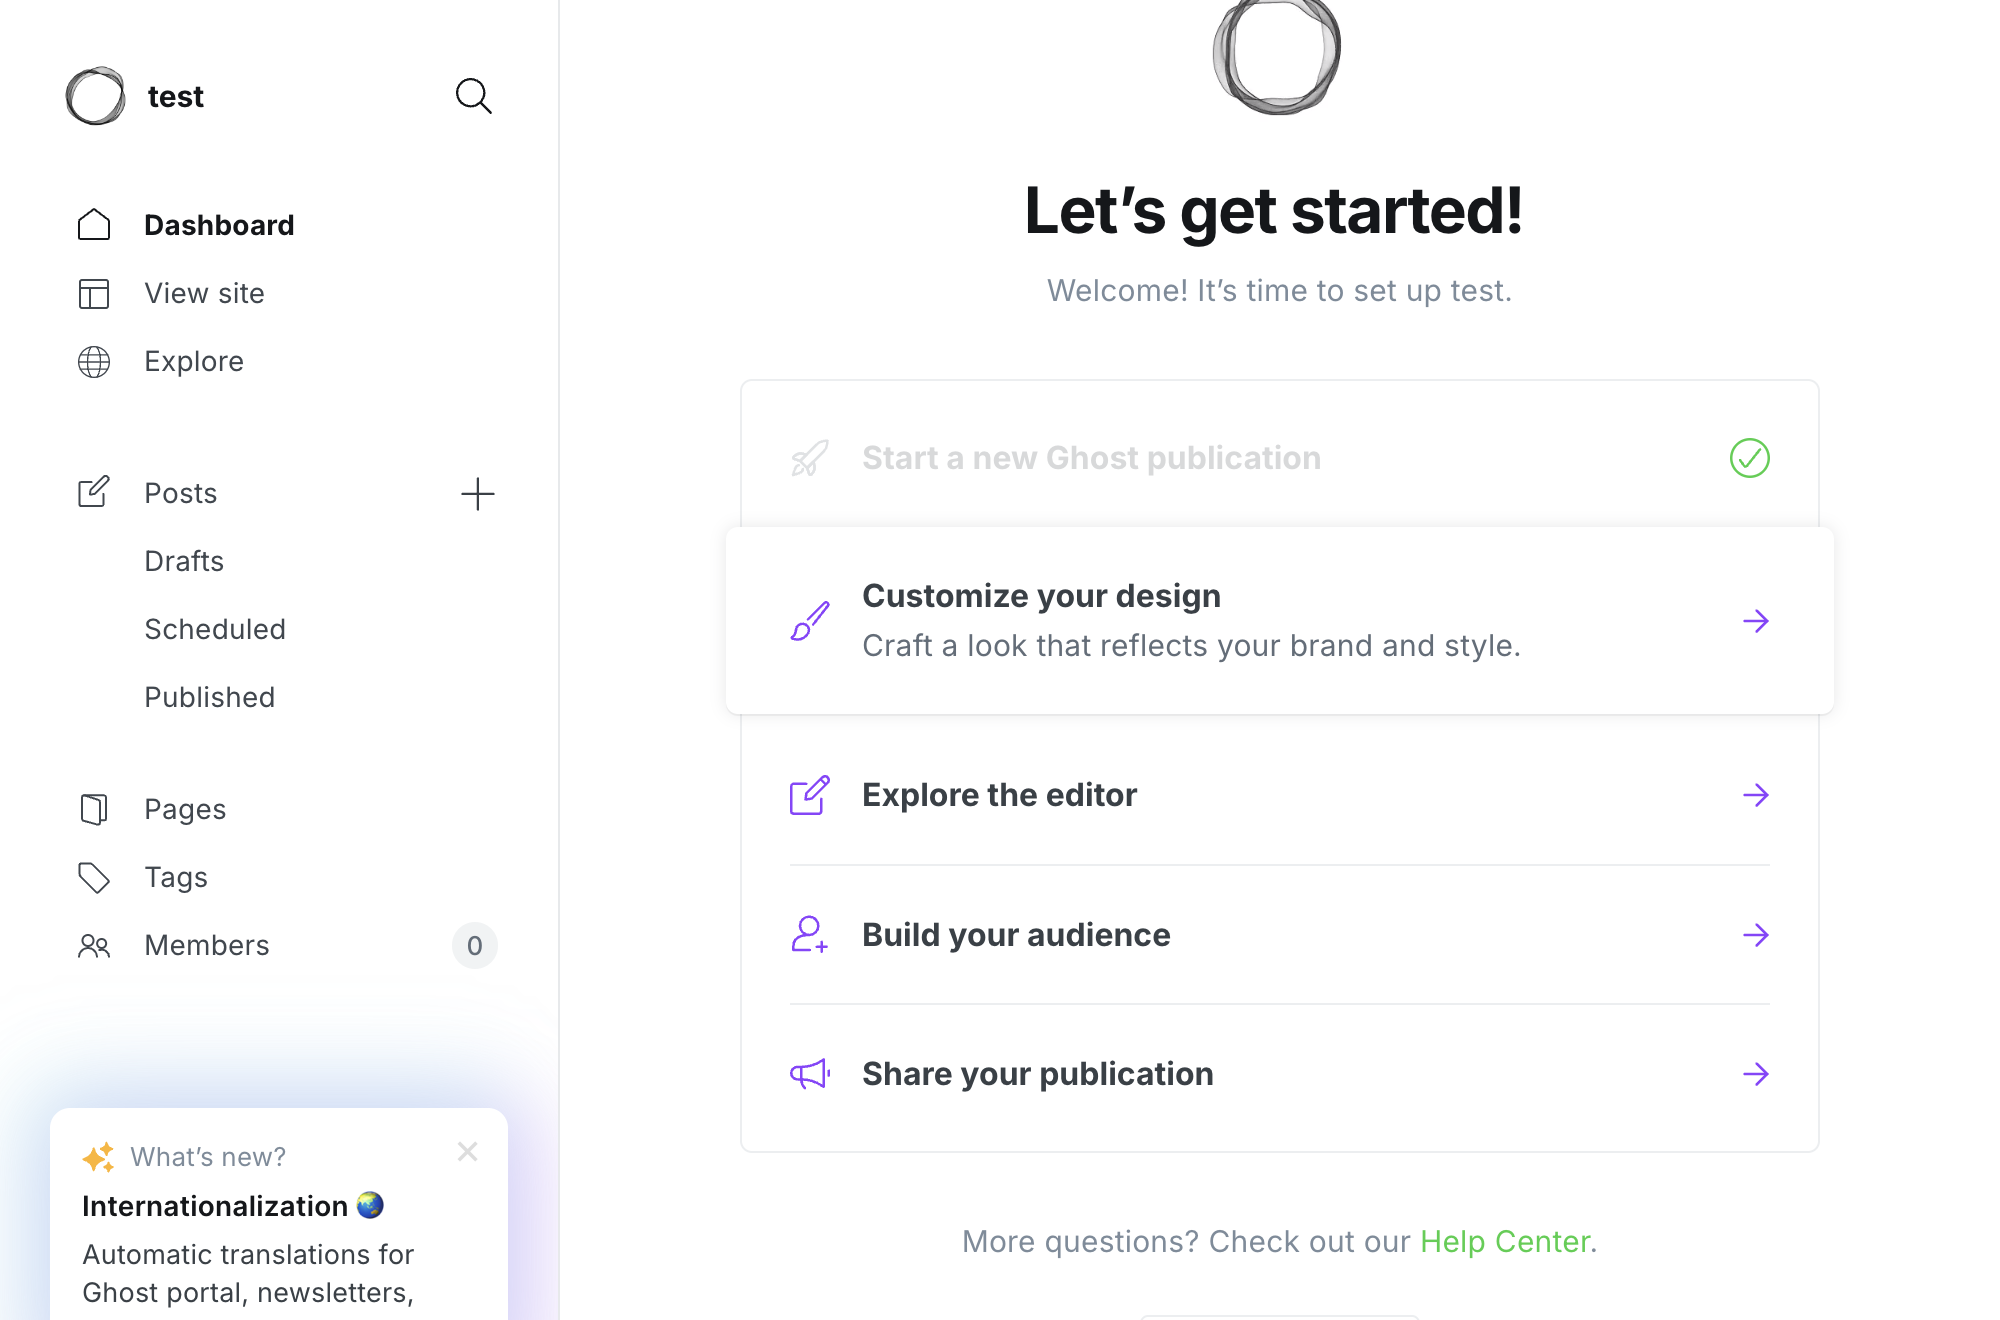 test
Dashboard
View site
Explore
Posts
Drafts
Scheduled
Published
Pages
Tags
Members 0
What’s new?
Internationalization
Automatic translations for
Ghost portal, newsletters,
Let’s get started!
Welcome! It’s time to set up test.
Start a new Ghost publication
Customize your design
Craft a look that reflects your brand and style.
Explore the editor
Build your audience
Share your publication
More questions? Check out our Help Center.